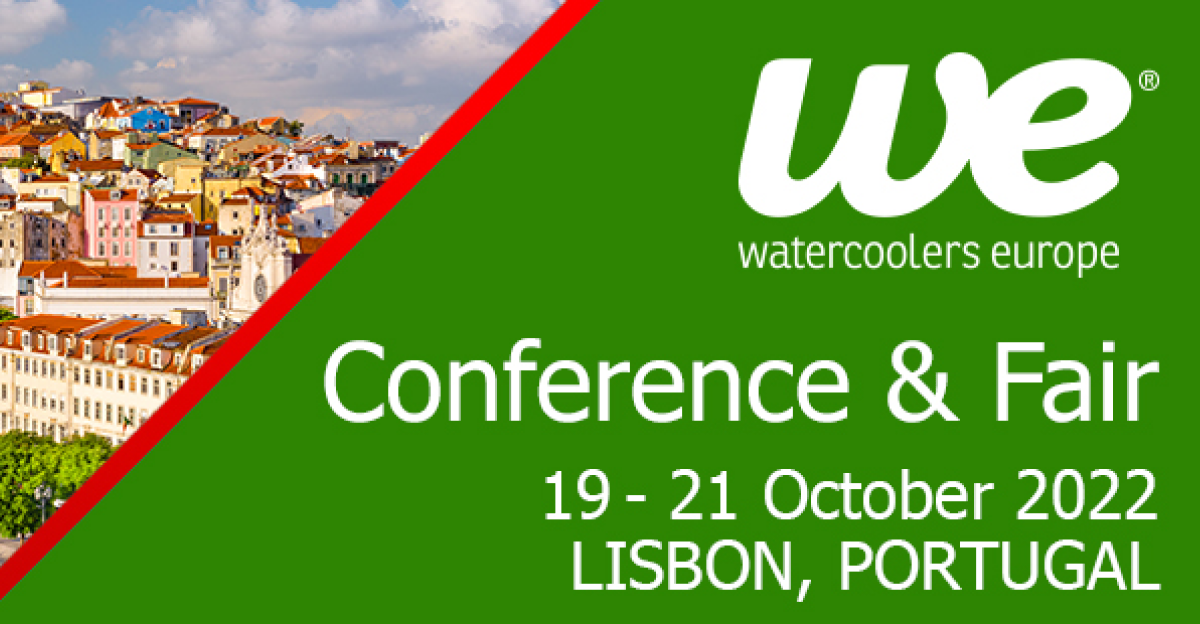 we®
watercoolers europe
Conference & Fair
19 - 21 October 2022
LISBON, PORTUGAL